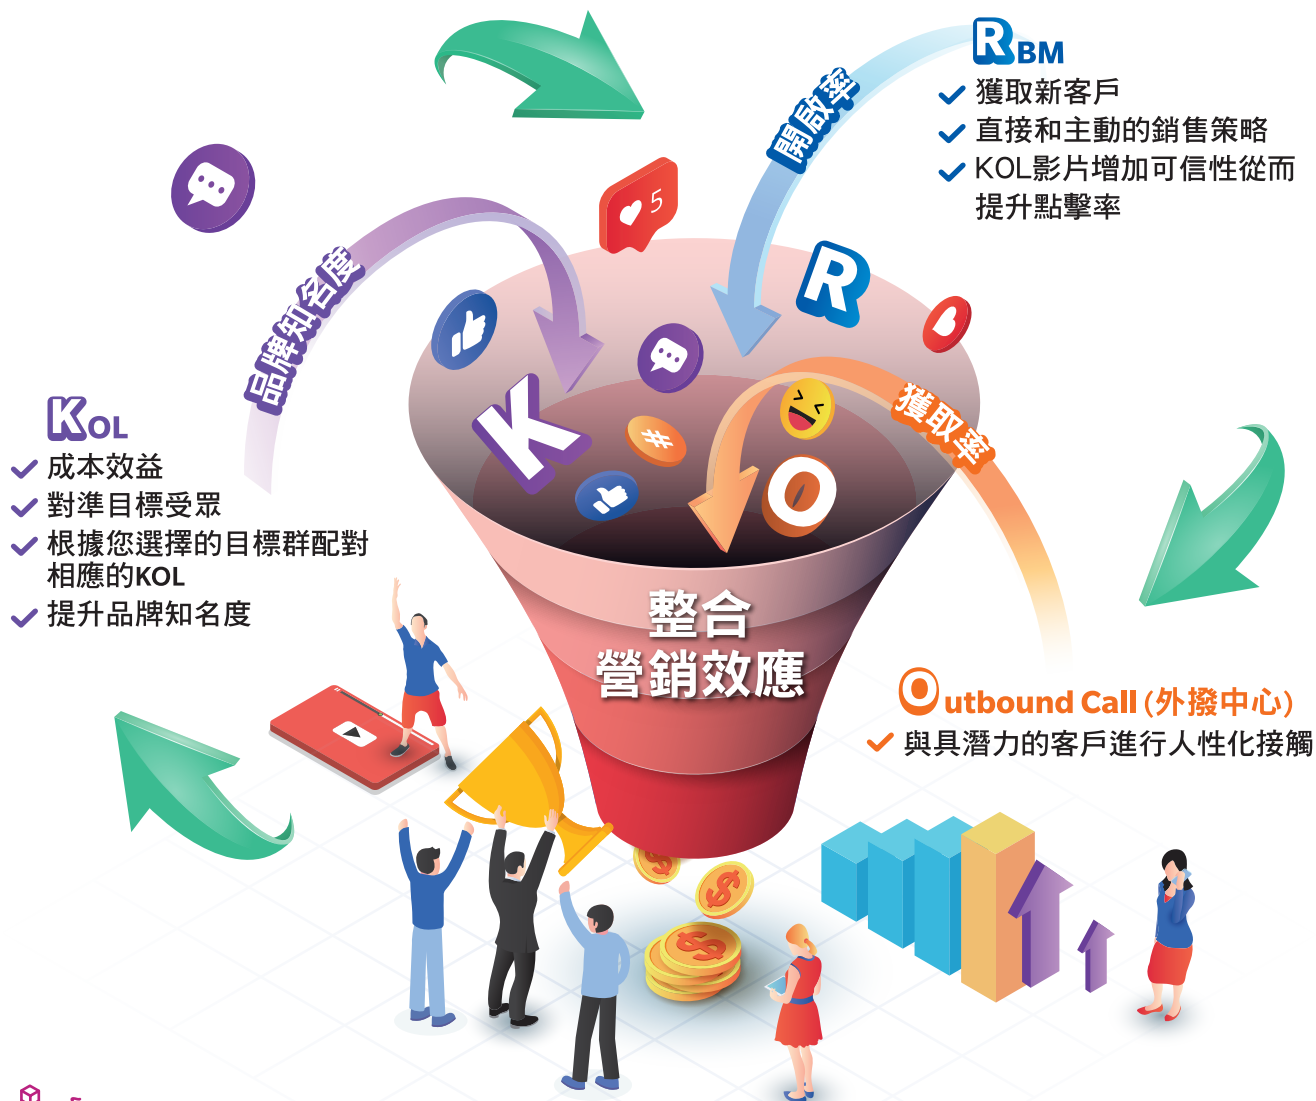 RBM
獲取新客戶
直接和主動的銷售策略
KOL影片增加可信性從而
提升點擊率
開啟率
5
品牌知名度
R
K
#
O
獲取率
KOL
成本效益
對準目標受眾
根據您選擇的目標群配對
相應的KOL
提升品牌知名度
整合
營銷效應
Outbound Call (外撥中心)
與具潛力的客戶進行人性化接觸
$
$
$